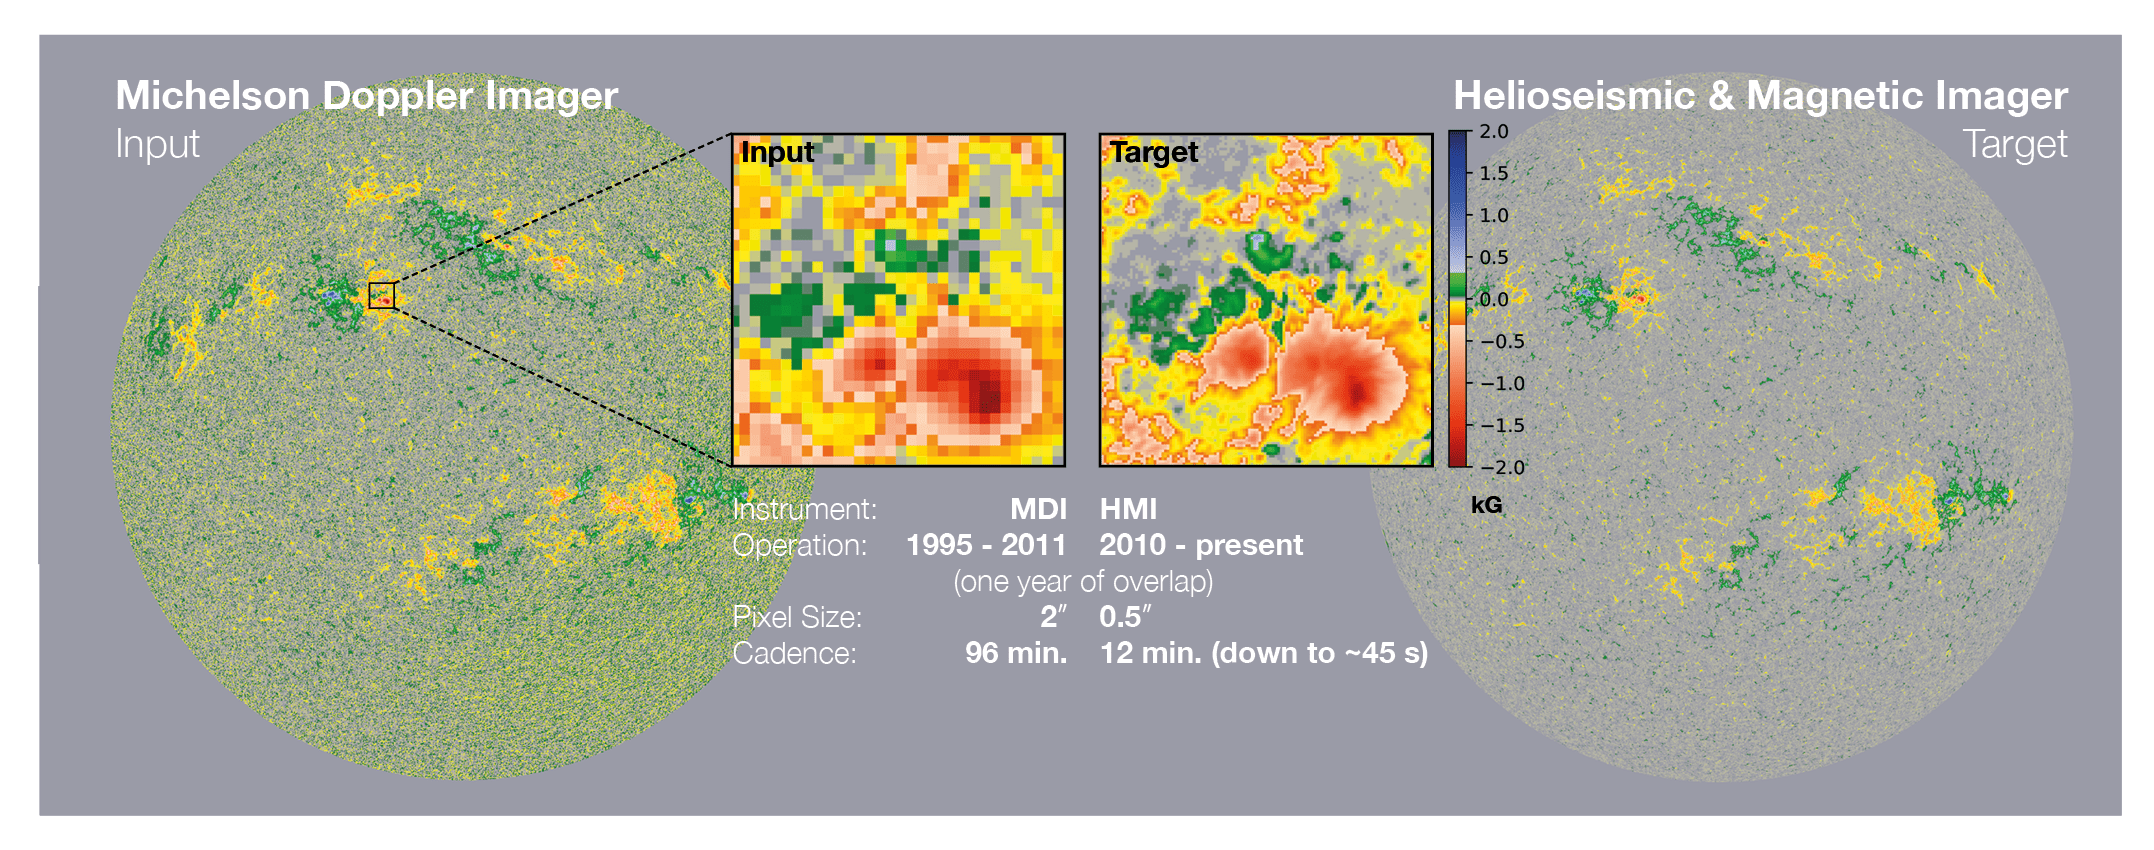 Michelson Doppler Imager
Input
Helioseismic & Magnetic Imager
Target
Input
Target
2.0
1.5
1.0
0.5
0.0
−0.5
−1.0
−1.5
−2.0
kG
Instrument: MDI HMI
Operation: 1995 - 2011 2010 - present
(one year of overlap)
Pixel Size: 2″ 0.5″
Cadence: 96 min. 12 min. (down to ~45 s)